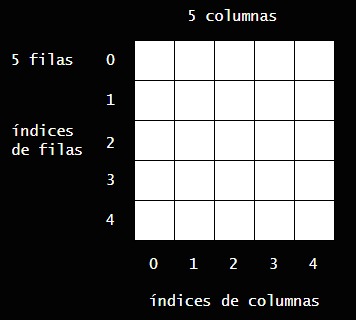 5 columnas
5 filas
0
1
índices
de filas
2
3
4
0 1 2 3 4
índices de columnas